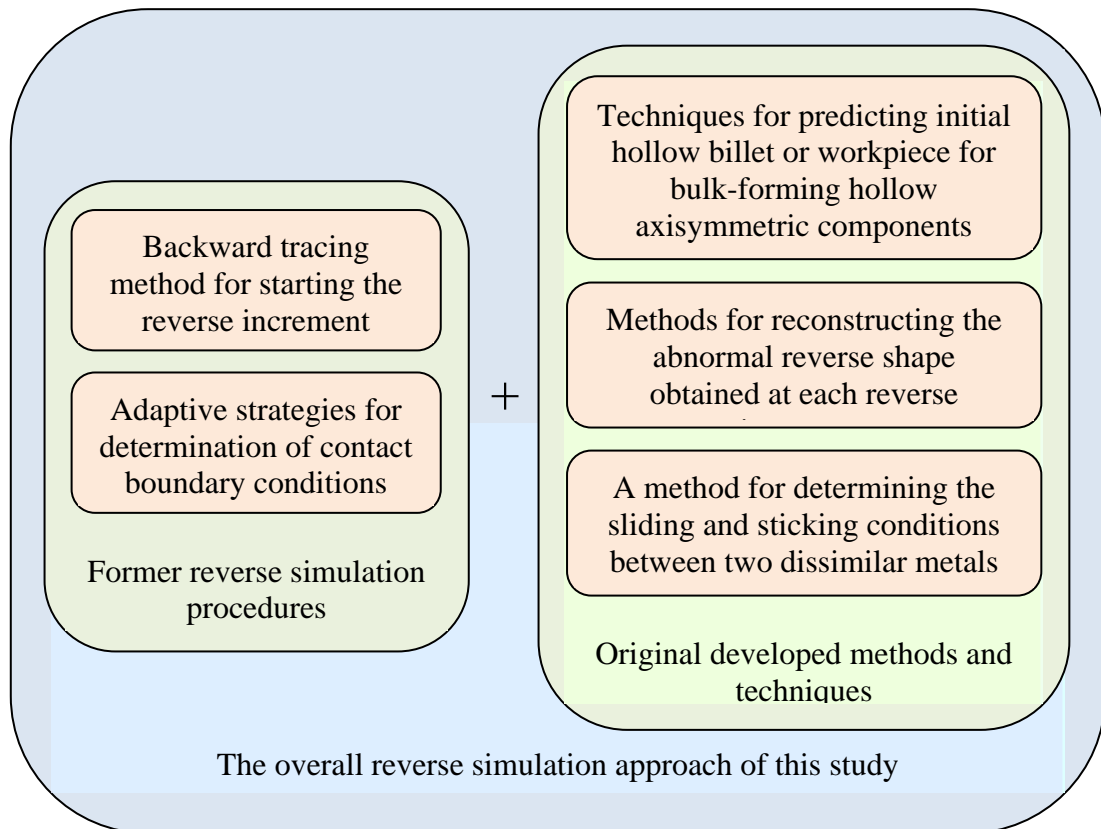 Backward tracing
method for starting the
reverse increment
Adaptive strategies for
determination of contact
boundary conditions
Former reverse simulation
procedures
+
Techniques for predicting initial
hollow billet or workpiece for
bulk-forming hollow
axisymmetric components
Methods for reconstructing the
abnormal reverse shape
obtained at each reverse
A method for determining the
sliding and sticking conditions
between two dissimilar metals
Original developed methods and
techniques
The overall reverse simulation approach of this study